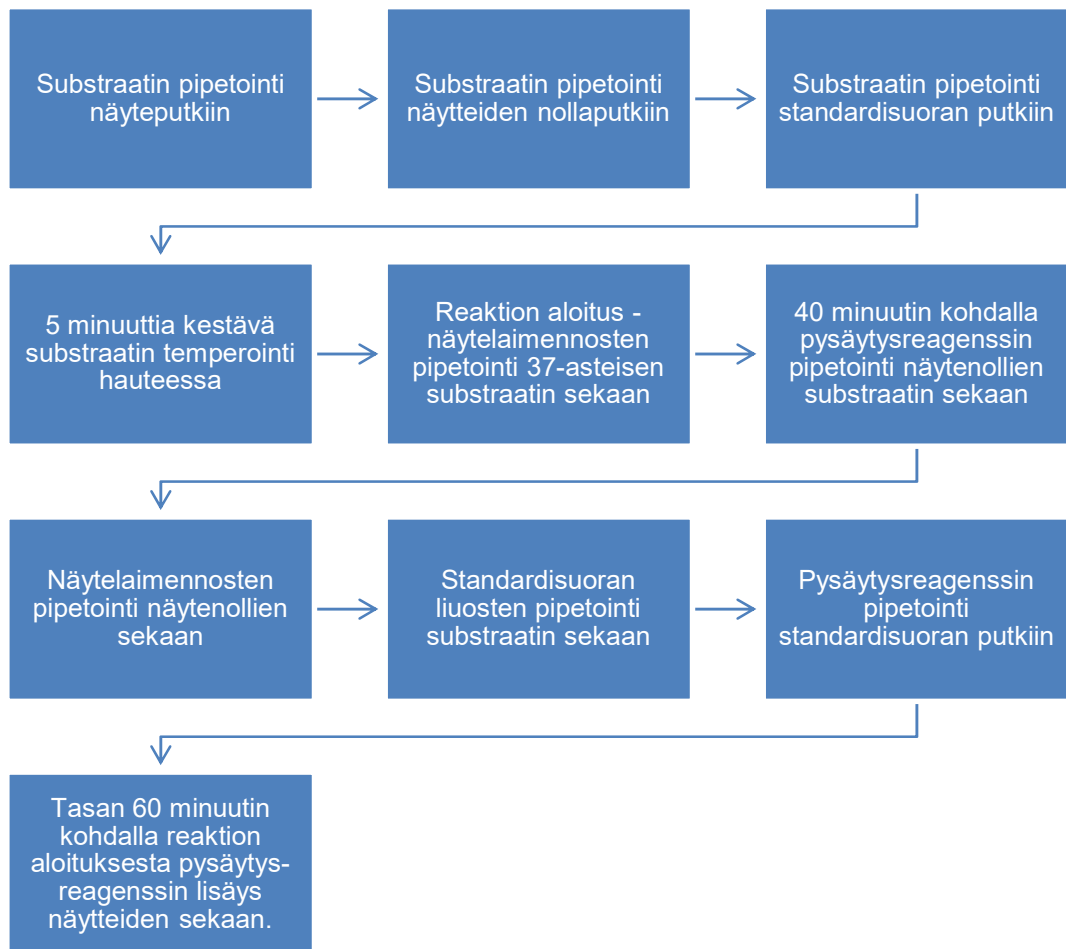 Substraatin pipetointi
näyteputkiin
Substraatin pipetointi
näytteiden nollaputkiin
Substraatin pipetointi
standardisuoran putkiin
5 minuuttia kestävä
substraatin temperointi
hauteessa
Reaktion aloitus -
näytelaimennosten
pipetointi 37-asteisen
substraatin sekaan
40 minuutin kohdalla
pysäytysreagenssin
pipetointi näytenollien
substraatin sekaan
Näytelaimennosten
pipetointi näytenollien
sekaan
Standardisuoran
liuosten pipetointi
substraatin sekaan
Pysäytysreagenssin
pipetointi
standardisuoran putkiin
Tasan 60 minuutin
kohdalla reaktion
aloituksesta pysäytys-
reagenssin lisäys
näytteiden sekaan.